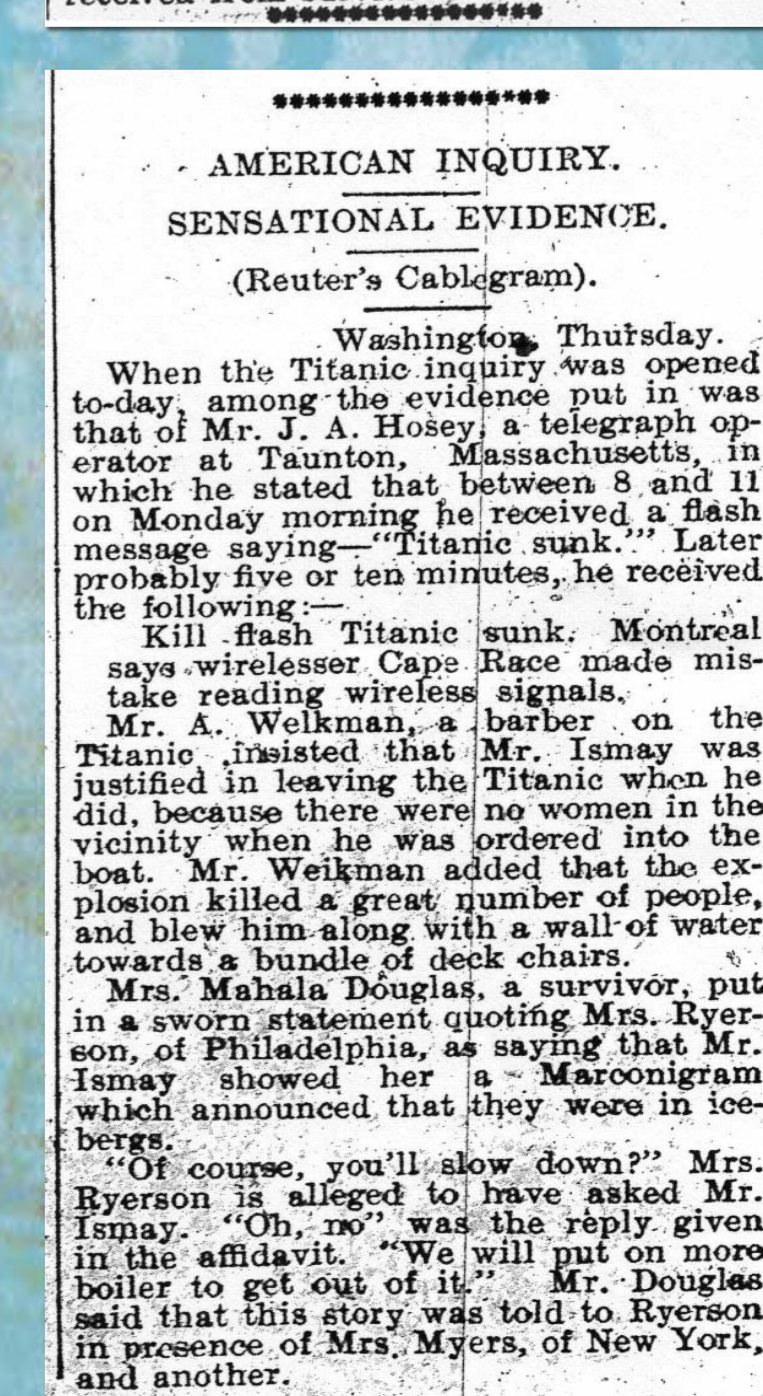 received from
*****************
*****************
AMERICAN INQUIRY.
SENSATIONAL EVIDENCE.
(Reuter's Cablegram).
Washington, Thursday.
When the Titanic inquiry was opened
to-day, among the evidence put in was
that of Mr. J. A. Hosey, a telegraph op-
erator at Taunton, Massachusetts, in
which he stated that between 8 and 11
on Monday morning he received a flash
message saying—"Titanic sunk.'" Later
probably five or ten minutes, he received
the following:—
Kill flash Titanic sunk. Montreal
says wirelesser Cape Race made mis-
take reading wireless signals.
Mr. A. Welkman, a barber on the
Titanic insisted that Mr. Ismay was
justified in leaving the Titanic when he
did, because there were no women in the
vicinity when he was ordered into the
boat. Mr. Weikman added that the ex-
plosion killed a great number of people,
and blew him along with a wall of water
towards a bundle of deck chairs.
Mrs. Mahala Douglas, a survivor, put
in a sworn statement quoting Mrs. Ryer-
son, of Philadelphia, as saying that Mr.
Ismay showed her a Marconigram
which announced that they were in ice-
bergs.
"Of course, you'll slow down?" Mrs.
Ryerson is alleged to have asked Mr.
Ismay. "Oh, no" was the reply given
in the affidavit. "We will put on more
boiler to get out of it." Mr. Douglas
said that this story was told to Ryerson
in presence of Mrs. Myers, of New York,
and another.